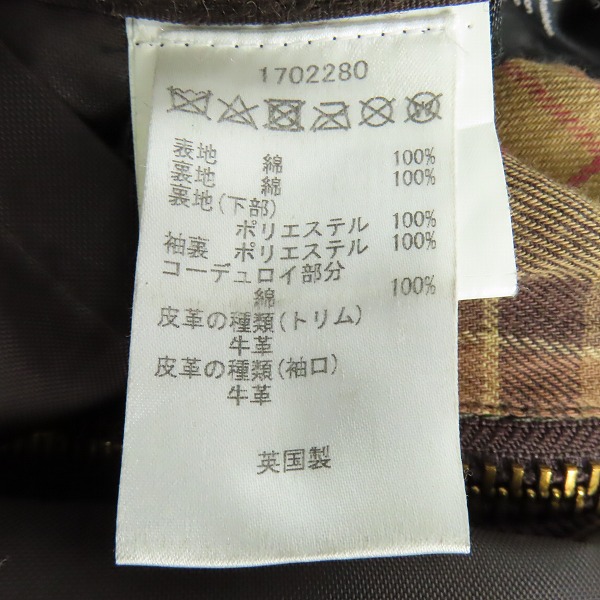 1702280
表地 綿 100%
裏地 綿 100%
裏地(下部)
ポリエステル 100%
袖裏 ポリエステル 100%
コーデュロイ部分
綿 100%
皮革の種類(トリム)
牛革
皮革の種類(袖口)
牛革
英国製